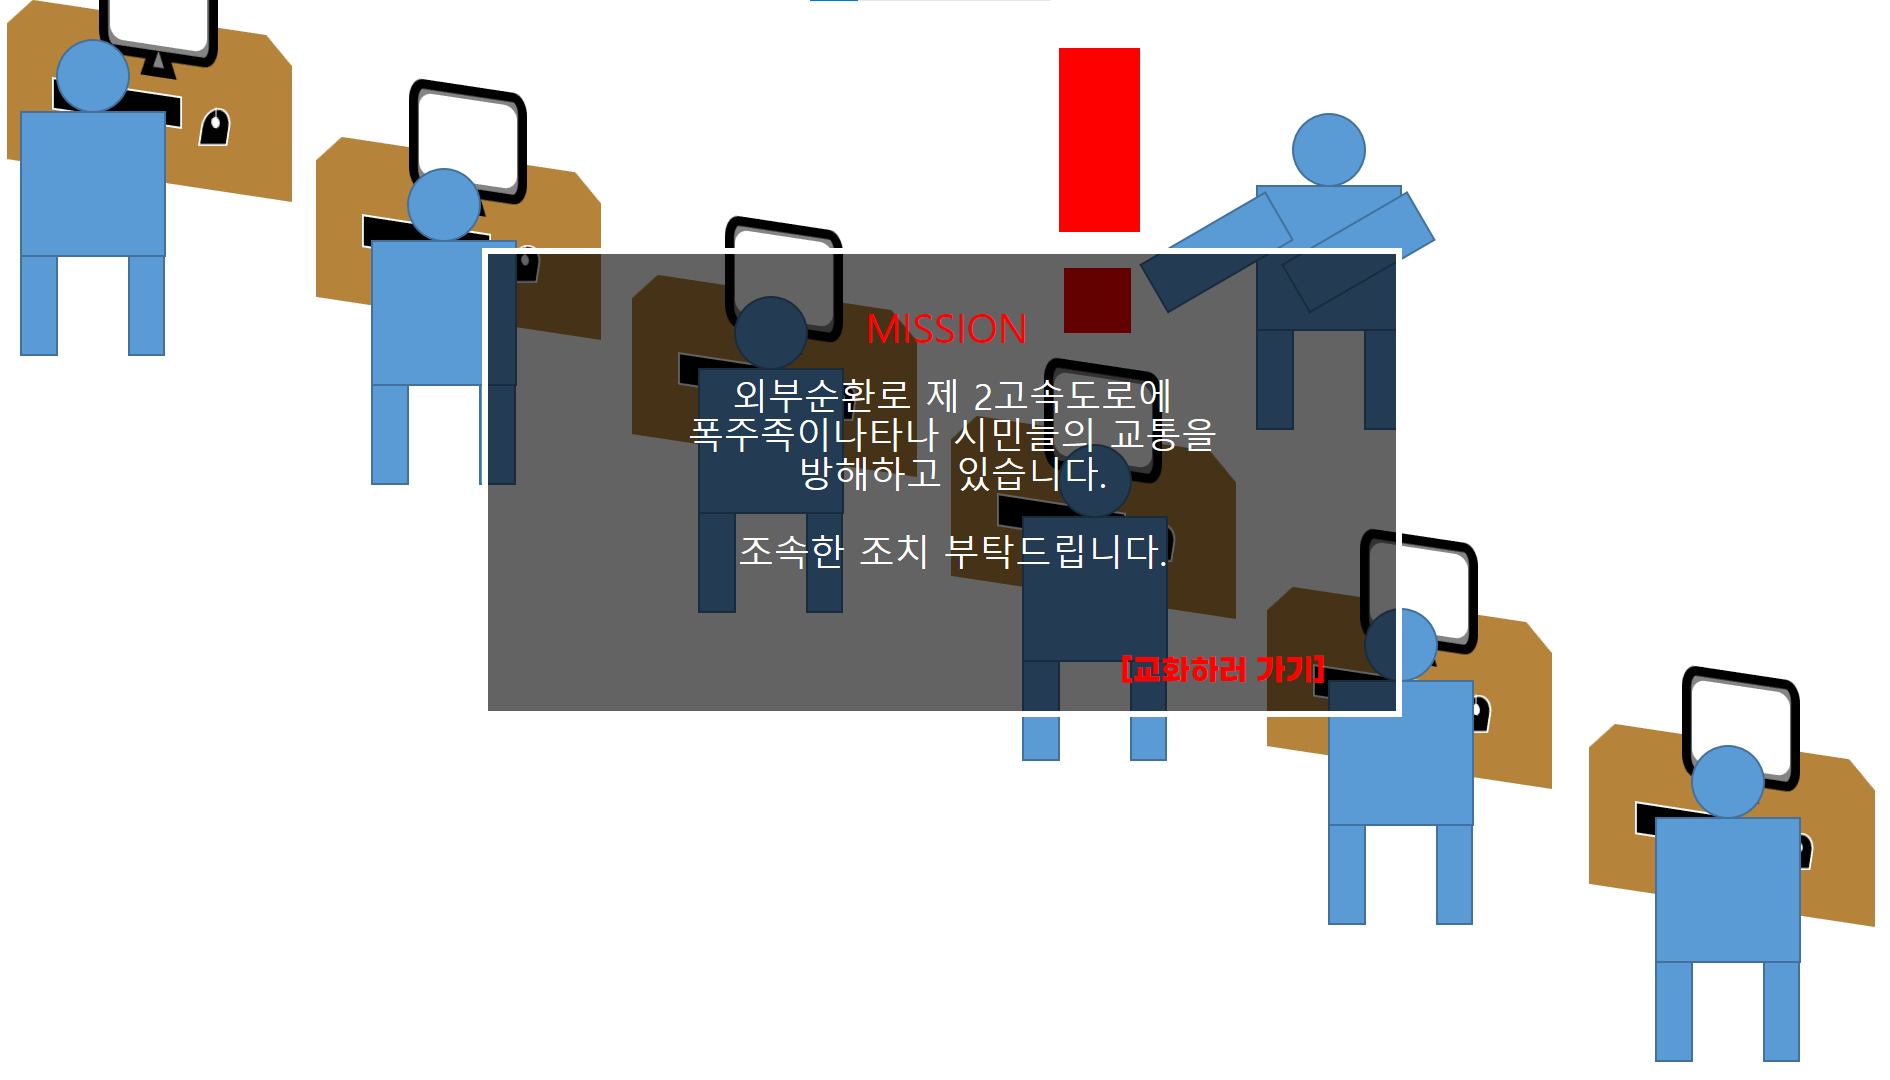 MISSION
외부순환로 제 2고속도로에
폭주족이나타나 시민들의 교통을
방해하고 있습니다.
조속한 조치 부탁드립니다.
[교화하러 가기]